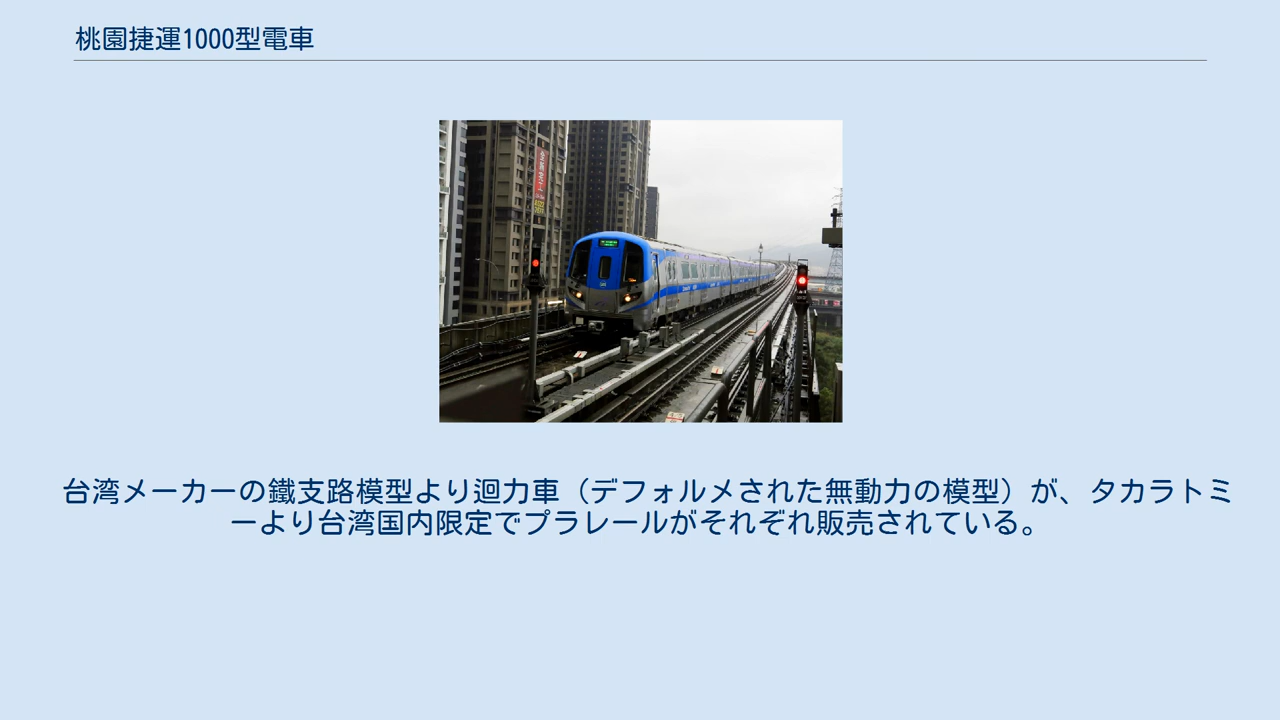 桃園捷運1000型電車
台湾メーカーの鐵支路模型より迴力車（デフォルメされた無動力の模型）が、タカラトミ
ーより台湾国内限定でプラレールがそれぞれ販売されている。